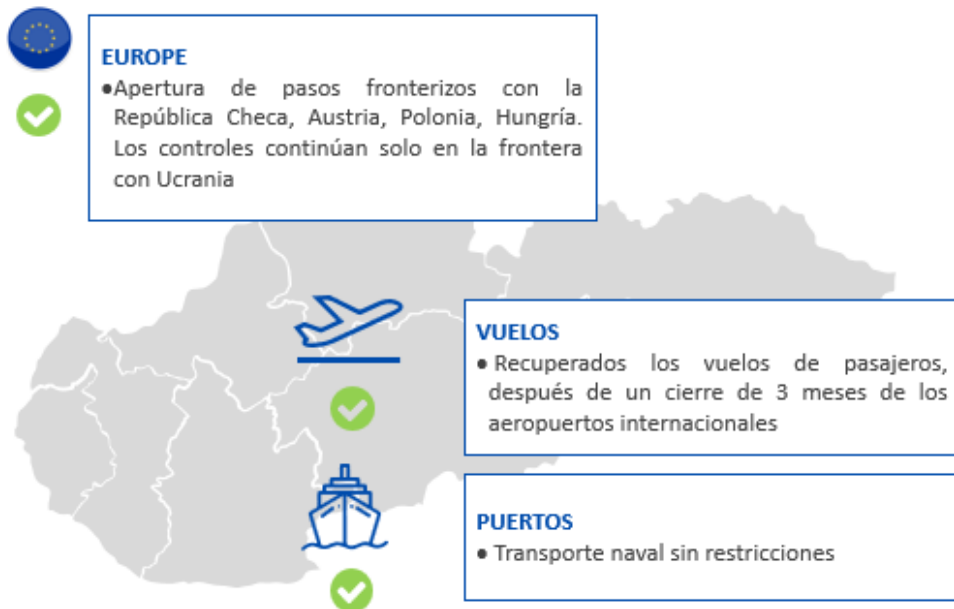 EUROPE
•Apertura de pasos fronterizos con la
República Checa, Austria, Polonia, Hungría.
Los controles continúan solo en la frontera
con Ucrania
VUELOS
• Recuperados los vuelos de pasajeros,
después de un cierre de 3 meses de los
aeropuertos internacionales
PUERTOS
• Transporte naval sin restricciones